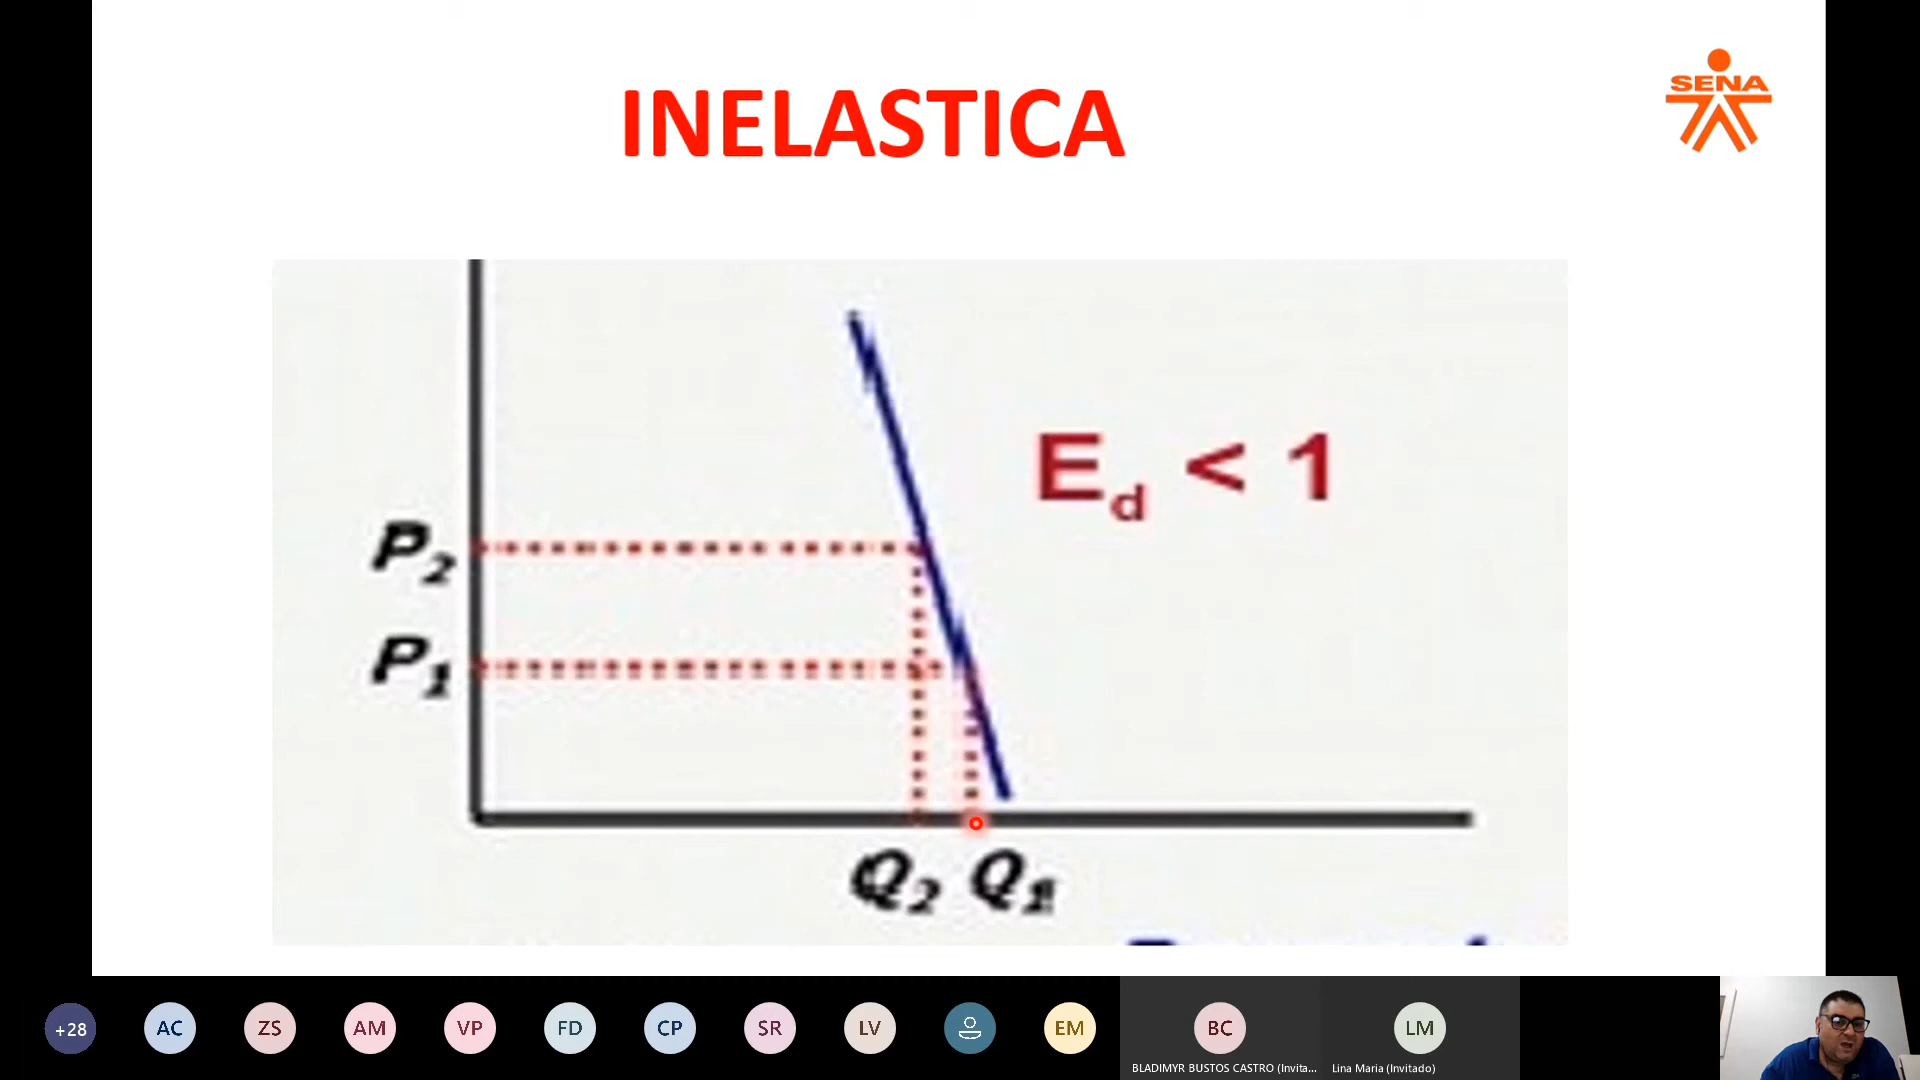 INELASTICA
SENA
Ed < 1
P2
P1
Q2 Q1
+28 AC ZS AM VP FD CP SR LV EM BC LM
BLADIMYR BUSTOS CASTRO (Invita... Lina Maria (Invitado)